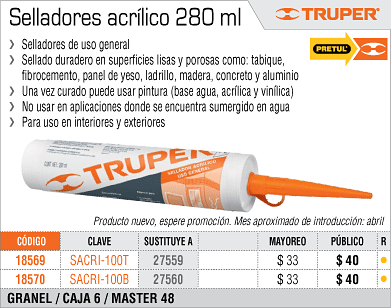 Selladores acrílico 280 ml
TRUPER®
PRETUL®
Selladores de uso general
Sellado duradero en superficies lisas y porosas como: tabique,
fibrocemento, panel de yeso, ladrillo, madera, concreto y aluminio
Una vez curado puede usar pintura (base agua, acrílica y vinílica)
No usar en aplicaciones donde se encuentra sumergido en agua
Para uso en interiores y exteriores
TRUPER
SELLADOR ACRÍLICO
USO GENERAL
Producto nuevo, espere promoción. Mes aproximado de introducción: abril
CÓDIGO CLAVE SUSTITUYE A MAYOREO PÚBLICO R
18569 SACRI-100T 27559 $ 33 $ 40
18570 SACRI-100B 27560 $ 33 $ 40
GRANEL / CAJA 6 / MASTER 48